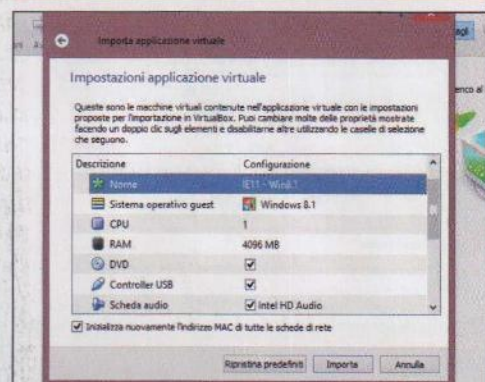 Importa applicazione virtuale
Impostazioni applicazione virtuale
Queste sono le macchine virtuali contenute nell'applicazione virtuale con le impostazioni
proposte per l'importazione in VirtualBox. Puoi cambiare molte delle proprietà mostrate
facendo un doppio clic sugli elementi e disabilitarne altre utilizzando le caselle di selezione
che seguono.
Descrizione Configurazione
Nome IE11 - Win8.1
Sistema operativo guest Windows 8.1
CPU 1
RAM 4096 MB
DVD
Controller USB
Scheda audio Intel HD Audio
Inizializza nuovamente l'indirizzo MAC di tutte le schede di rete
Ripristina predefiniti Importa Annulla
enco al